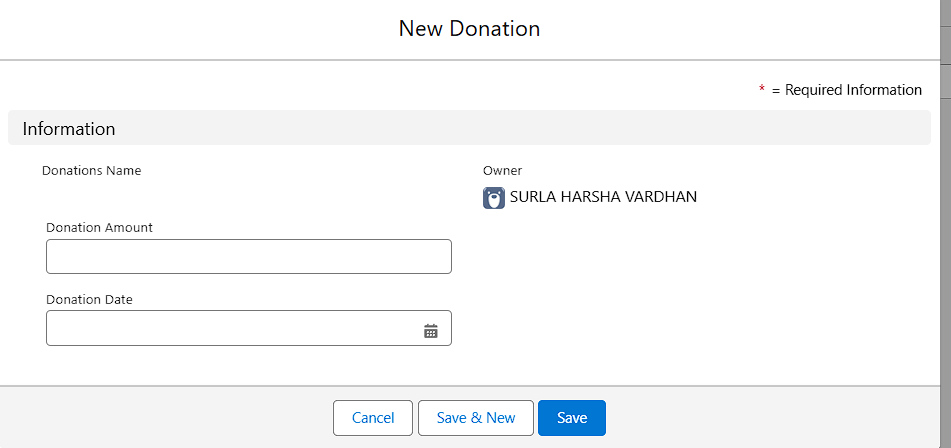 New Donation
* = Required Information
Information
Donations Name
Owner
SURLA HARSHA VARDHAN
Donation Amount
Donation Date
Cancel
Save & New
Save